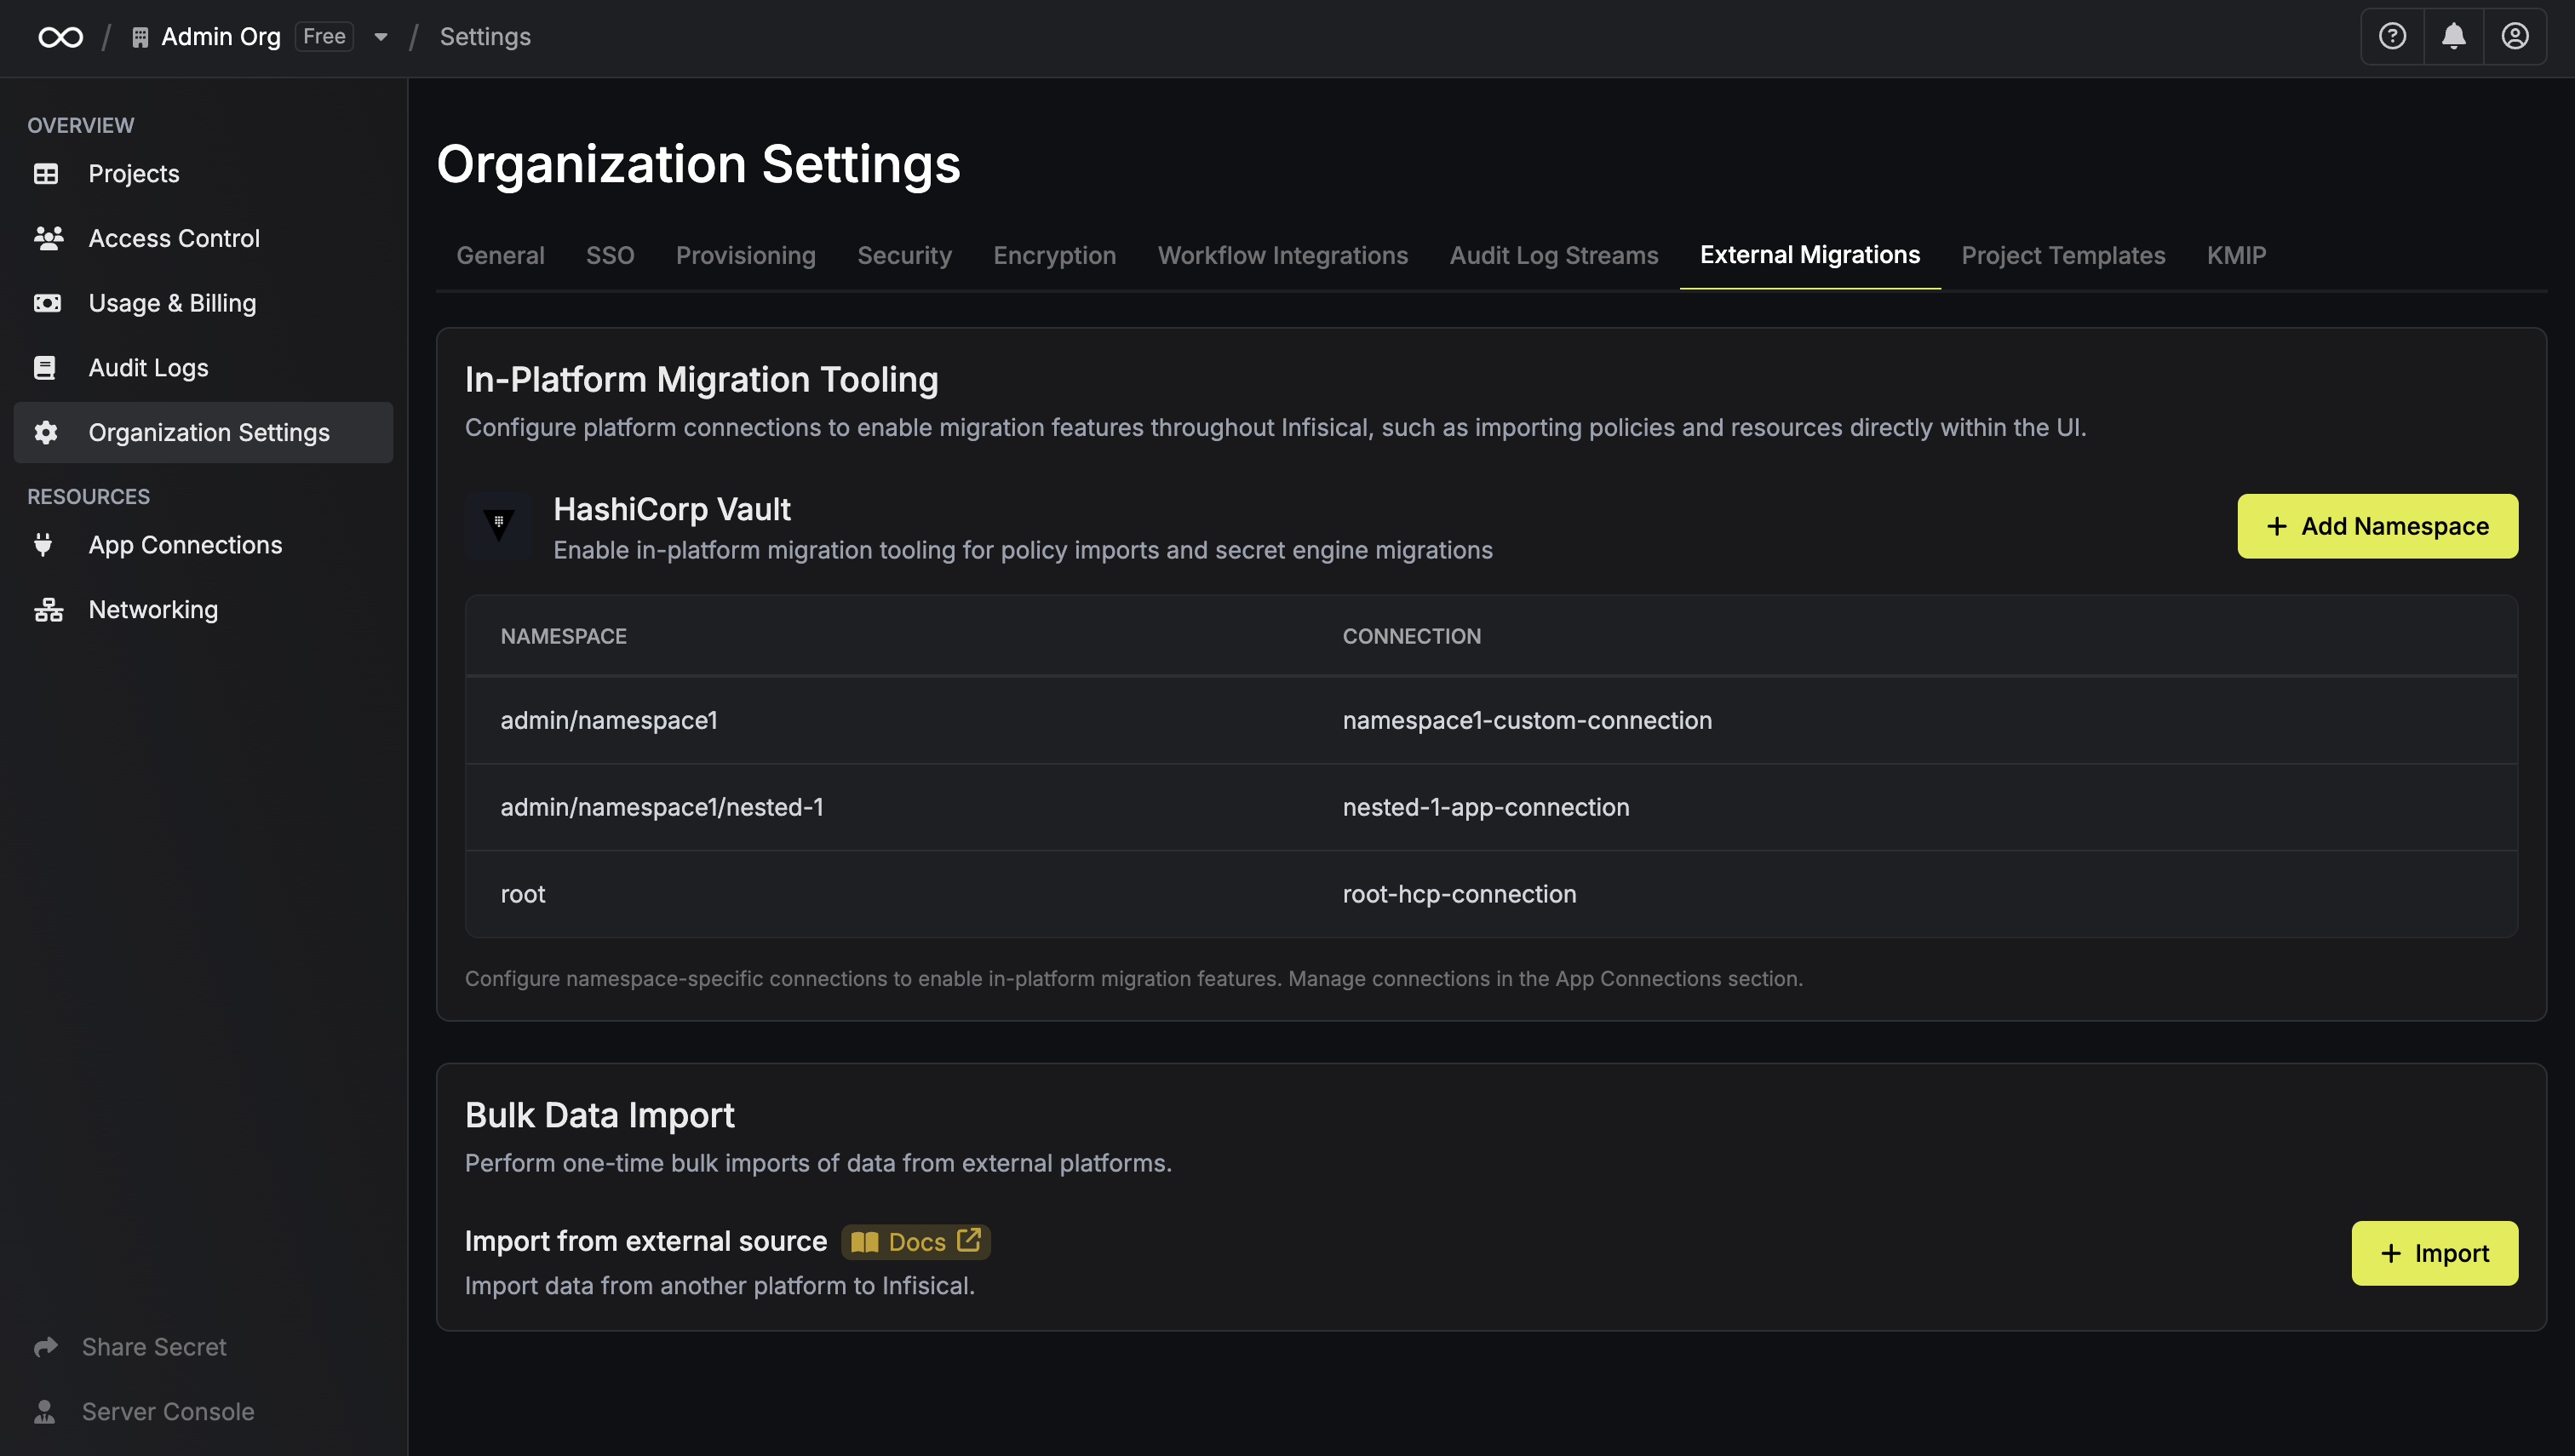 / Admin Org Free / Settings
OVERVIEW
Projects
Access Control
Usage & Billing
Audit Logs
Organization Settings
RESOURCES
App Connections
Networking
Share Secret
Server Console
Organization Settings
General SSO Provisioning Security Encryption Workflow Integrations Audit Log Streams External Migrations Project Templates KMIP
In-Platform Migration Tooling
Configure platform connections to enable migration features throughout Infisical, such as importing policies and resources directly within the UI.
HashiCorp Vault
Enable in-platform migration tooling for policy imports and secret engine migrations
+ Add Namespace
NAMESPACE CONNECTION
admin/namespace1 namespace1-custom-connection
admin/namespace1/nested-1 nested-1-app-connection
root root-hcp-connection
Configure namespace-specific connections to enable in-platform migration features. Manage connections in the App Connections section.
Bulk Data Import
Perform one-time bulk imports of data from external platforms.
Import from external source Docs
Import data from another platform to Infisical.
+ Import